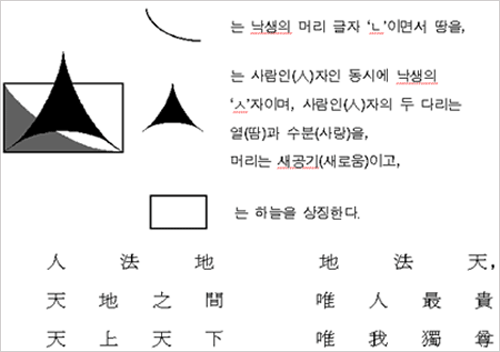 는 낙생의 머리 글자 ‘ㄴ’이면서 땅을,
는 사람인(人)자인 동시에 낙생의
‘ㅅ’자이며, 사람인(人)자의 두 다리는
열(땀)과 수분(사랑)을,
머리는 새공기(새로움)이고,
는 하늘을 상징한다.
人 法 地 地 法 天,
天 地 之 間 唯 人 最 貴
天 上 天 下 唯 我 獨 尊